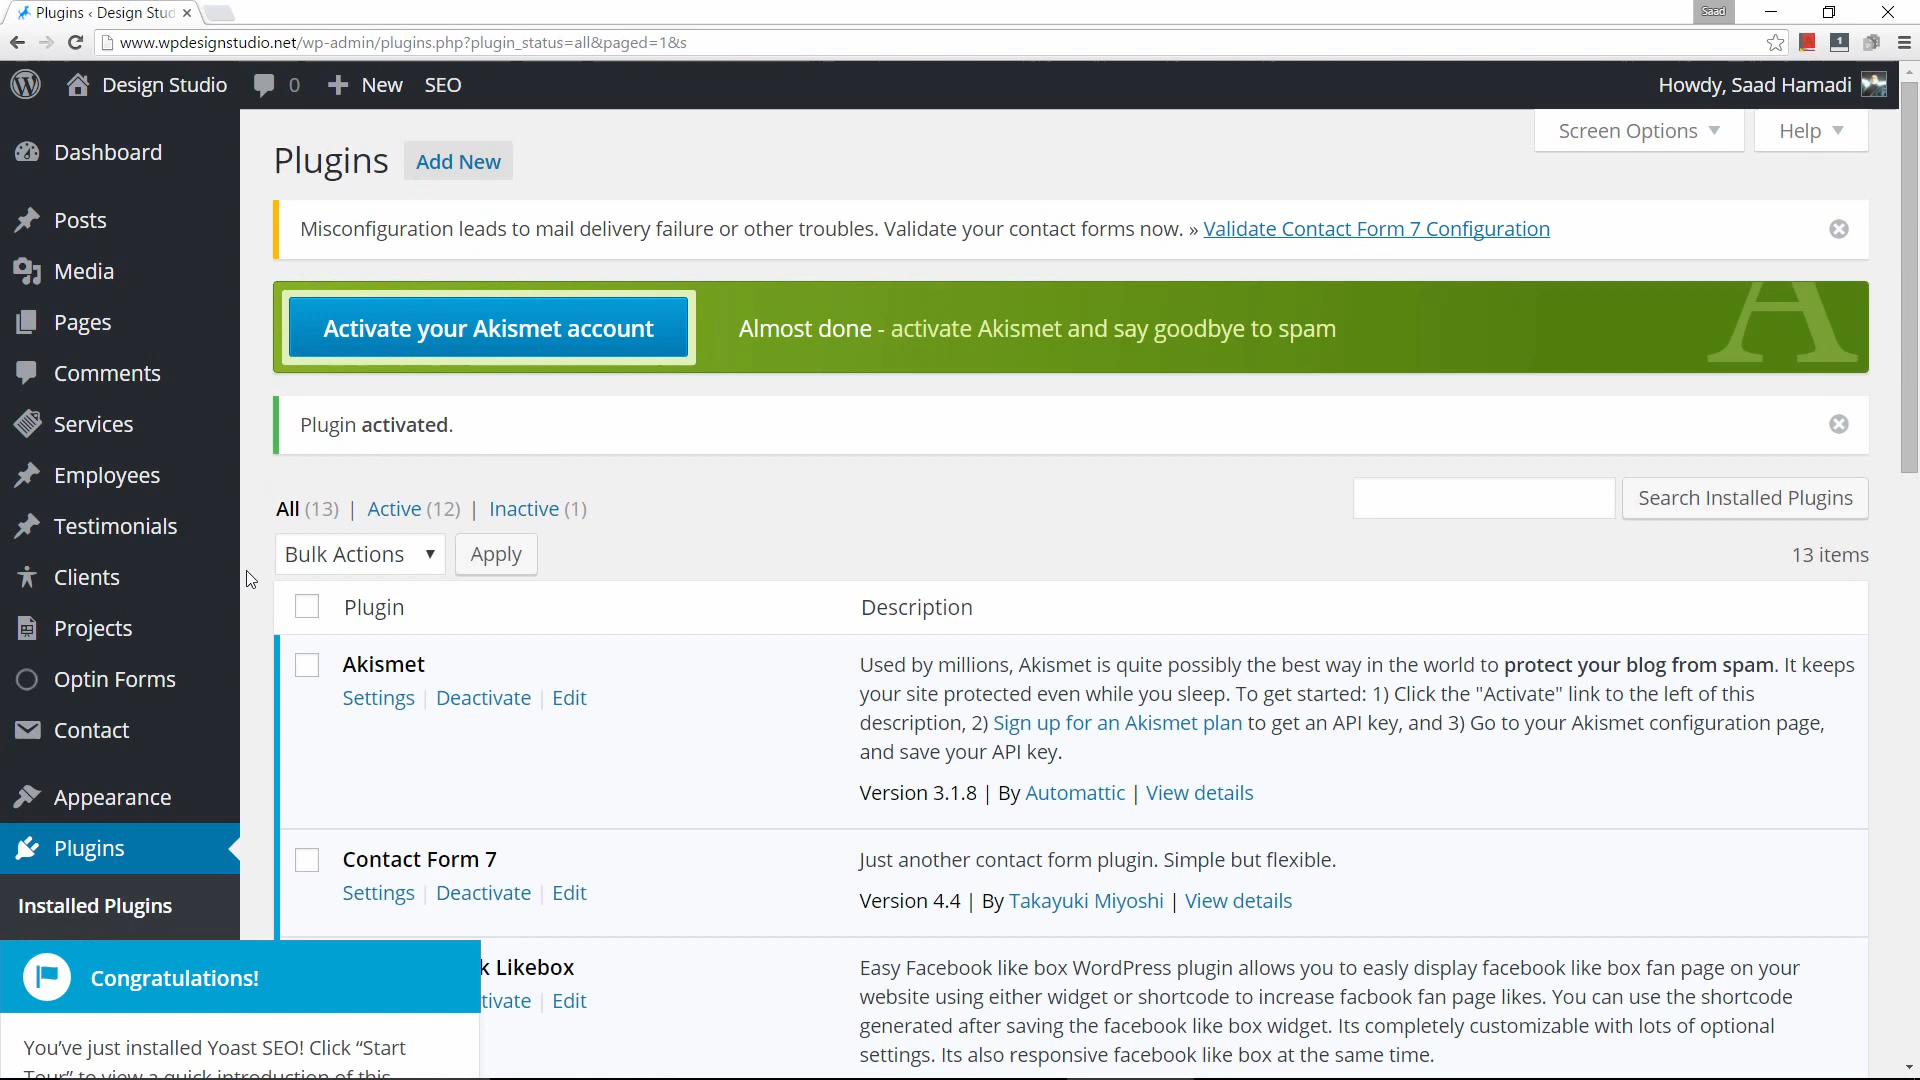 Plugins ‹ Design Stud
Saad
www.wpdesignstudio.net/wp-admin/plugins.php?plugin_status=all&paged=1&s
1
Design Studio
0
New
SEO
Howdy, Saad Hamadi
Dashboard
Posts
Media
Pages
Comments
Services
Employees
Testimonials
Clients
Projects
Optin Forms
Contact
Appearance
Plugins
Installed Plugins
Screen Options
Help
Plugins
Add New
Misconfiguration leads to mail delivery failure or other troubles. Validate your contact forms now. » Validate Contact Form 7 Configuration
Activate your Akismet account
Almost done - activate Akismet and say goodbye to spam
A
Plugin activated.
All (13) | Active (12) | Inactive (1)
Search Installed Plugins
Bulk Actions
Apply
13 items
Plugin
Description
Akismet
Settings | Deactivate | Edit
Used by millions, Akismet is quite possibly the best way in the world to protect your blog from spam. It keeps
your site protected even while you sleep. To get started: 1) Click the "Activate" link to the left of this
description, 2) Sign up for an Akismet plan to get an API key, and 3) Go to your Akismet configuration page,
and save your API key.
Version 3.1.8 | By Automattic | View details
Contact Form 7
Settings | Deactivate | Edit
Just another contact form plugin. Simple but flexible.
Version 4.4 | By Takayuki Miyoshi | View details
k Likebox
tivate | Edit
Easy Facebook like box WordPress plugin allows you to easly display facebook like box fan page on your
website using either widget or shortcode to increase facbook fan page likes. You can use the shortcode
generated after saving the facebook like box widget. Its completely customizable with lots of optional
settings. Its also responsive facebook like box at the same time.
Congratulations!
You've just installed Yoast SEO! Click “Start
Tour” to view a quick introduction of this